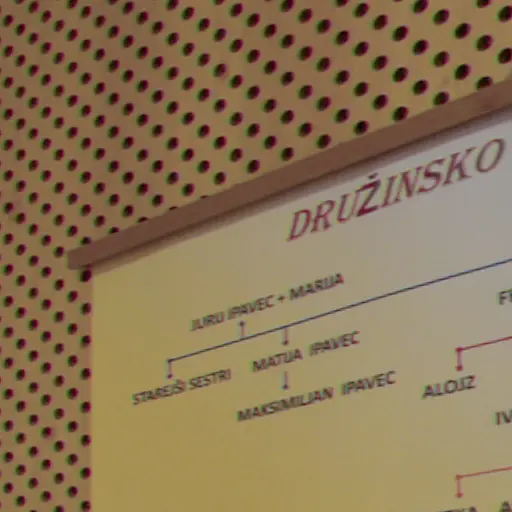 DRUŽINSKO
JURIJ IPAVEC + MARIJA
STAREJŠI SESTRI
MATIJA IPAVEC
MAKSIMILJAN IPAVEC
ALOJZ